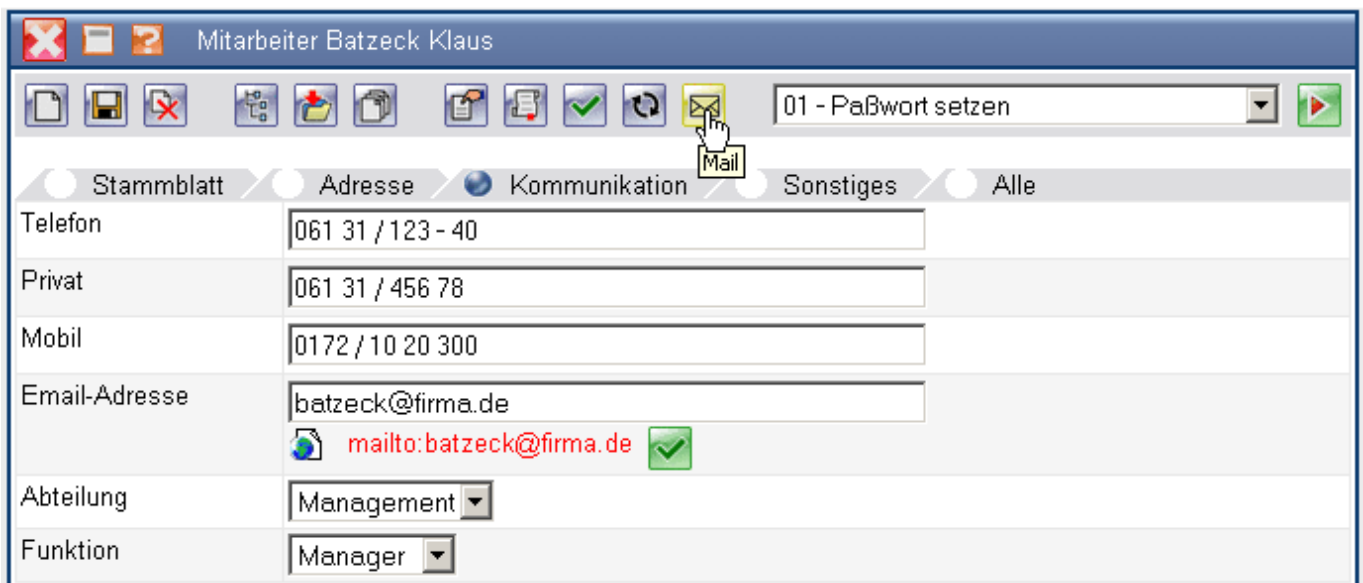 Mitarbeiter Batzeck Klaus
01 - Paßwort setzen
Mail
Stammblatt Adresse Kommunikation Sonstiges Alle
Telefon 061 31 / 123 - 40
Privat 061 31 / 456 78
Mobil 0172 / 10 20 300
Email-Adresse batzeck@firma.de
mailto:batzeck@firma.de
Abteilung Management
Funktion Manager